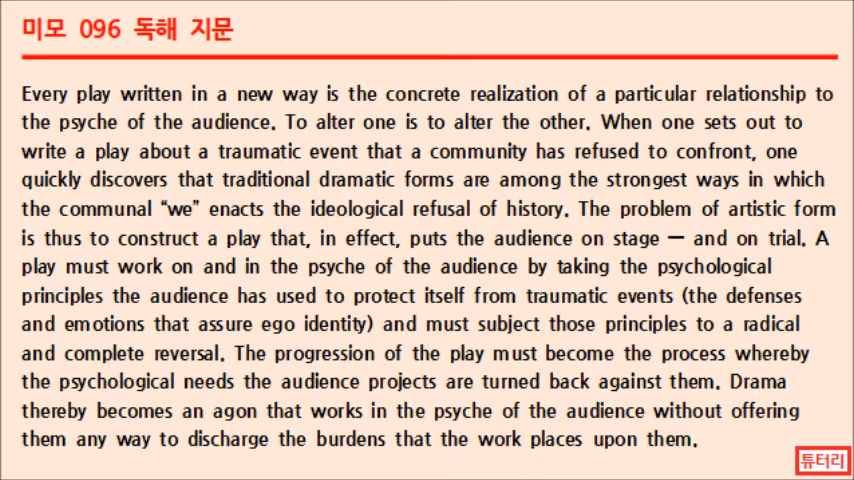 미모 096 독해 지문
Every play written in a new way is the concrete realization of a particular relationship to
the psyche of the audience. To alter one is to alter the other. When one sets out to
write a play about a traumatic event that a community has refused to confront, one
quickly discovers that traditional dramatic forms are among the strongest ways in which
the communal “we” enacts the ideological refusal of history. The problem of artistic form
is thus to construct a play that, in effect, puts the audience on stage — and on trial. A
play must work on and in the psyche of the audience by taking the psychological
principles the audience has used to protect itself from traumatic events (the defenses
and emotions that assure ego identity) and must subject those principles to a radical
and complete reversal. The progression of the play must become the process whereby
the psychological needs the audience projects are turned back against them. Drama
thereby becomes an agon that works in the psyche of the audience without offering
them any way to discharge the burdens that the work places upon them.
튜터리